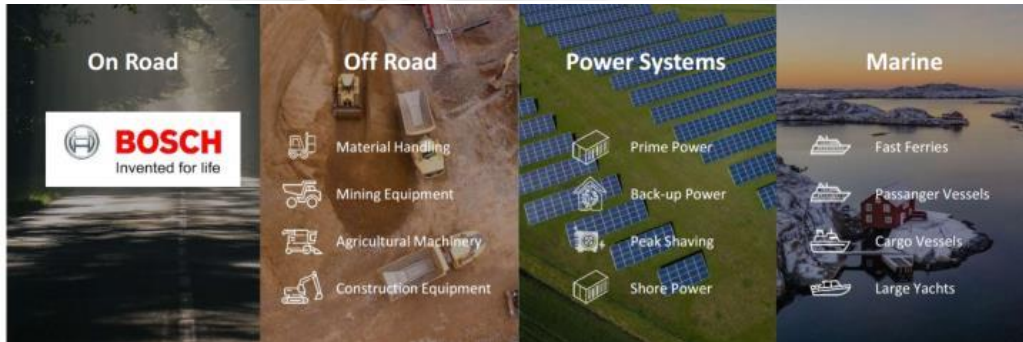 On Road
BOSCH
Invented for life
Off Road
Material Handling
Mining Equipment
Agricultural Machinery
Construction Equipment
Power Systems
Prime Power
Back-up Power
Peak Shaving
Shore Power
Marine
Fast Ferries
Passanger Vessels
Cargo Vessels
Large Yachts